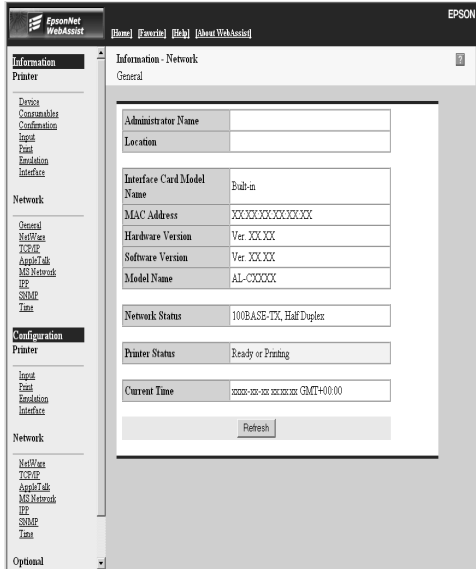 EPSON
EpsonNet
WebAssist
[Home] [Favorite] [Help] [About WebAssist]
Information
Printer
Device
Consumables
Confirmation
Input
Print
Emulation
Interface
Network
General
NetWare
TCP/IP
AppleTalk
MS Network
IPP
SNMP
Time
Configuration
Printer
Input
Print
Emulation
Interface
Network
NetWare
TCP/IP
AppleTalk
MS Network
IPP
SNMP
Time
Optional
Information - Network
?
General
Administrator Name
Location
Interface Card Model Name Built-in
MAC Address XX:XX:XX:XX:XX:XX
Hardware Version Ver. XX.XX
Software Version Ver. XX.XX
Model Name AL-CXXXX
Network Status 100BASE-TX, Half Duplex
Printer Status Ready or Printing
Current Time xxxx-xx-xx xx:xx:xx GMT+00:00
Refresh